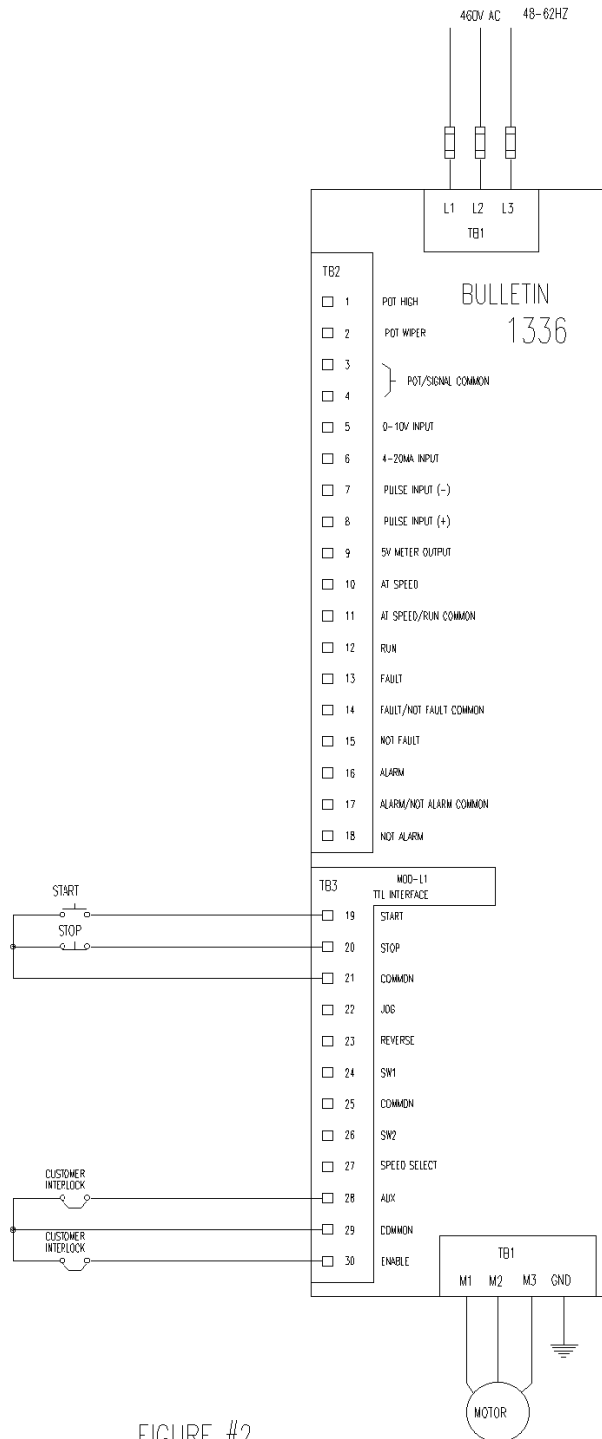 460V AC 48-62HZ
L1 L2 L3
TB1
BULLETIN
1336
TB2
1 POT HIGH
2 POT WIPER
3
POT/SIGNAL COMMON
4
5 0-10V INPUT
6 4-20MA INPUT
7 PULSE INPUT (-)
8 PULSE INPUT (+)
9 5V METER OUTPUT
10 AT SPEED
11 AT SPEED/RUN COMMON
12 RUN
13 FAULT
14 FAULT/NOT FAULT COMMON
15 NOT FAULT
16 ALARM
17 ALARM/NOT ALARM COMMON
18 NOT ALARM
TB3
MOD-L1
TTL INTERFACE
START
19 START
STOP
20 STOP
21 COMMON
22 JOG
23 REVERSE
24 SW1
25 COMMON
26 SW2
27 SPEED SELECT
CUSTOMER
INTERLOCK
28 AUX
29 COMMON
CUSTOMER
INTERLOCK
30 ENABLE
TB1
M1 M2 M3 GND
MOTOR
FIGURE #2